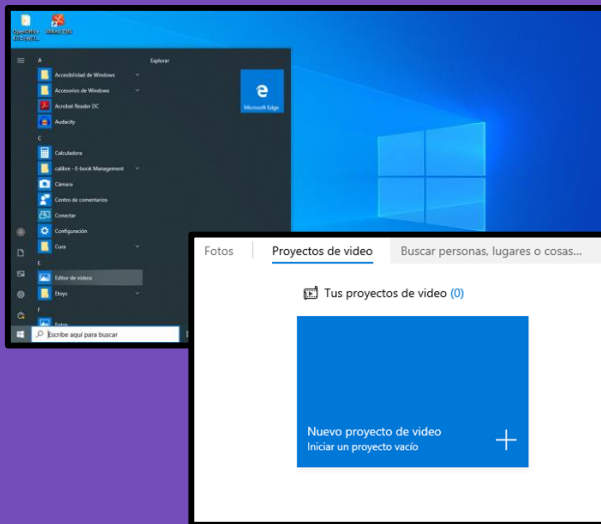 Explorar
A
Accesibilidad de Windows
Accesorios de Windows
Acrobat Reader DC
Audacity
Microsoft Edge
C
Calculadora
calibre - E-book Management
Cámara
Centro de comentarios
Conectar
Configuración
Cura
E
Editor de vídeos
Etoys
F
Fotos
Escribe aquí para buscar
Fotos
Proyectos de video
Buscar personas, lugares o cosas...
Tus proyectos de video (0)
Nuevo proyecto de video
Iniciar un proyecto vacío